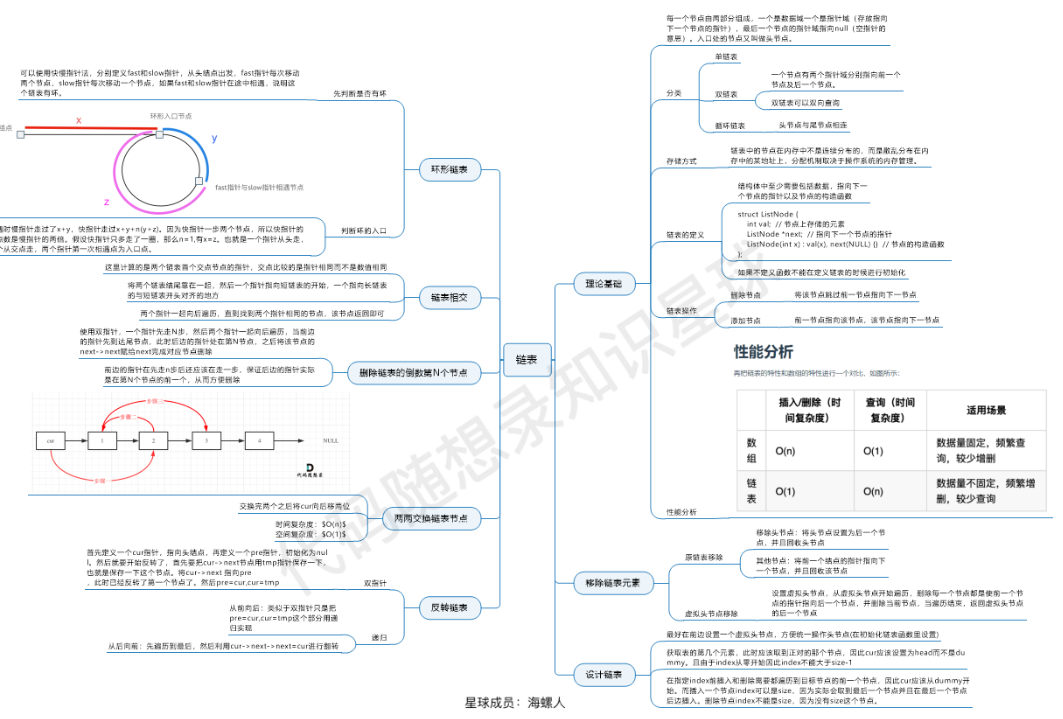 可以使用快慢指针法，分别定义fast和slow指针，从头结点出发，fast指针每次移动
两个节点，slow指针每次移动一个节点，如果fast和slow指针在途中相遇，说明这
个链表有环。
先判断是否有环
x
环形入口节点
结点
y
fast指针与slow指针相遇节点
z
环形链表
遇时慢指针走过了x+y，快指针走过x+y+n(y+z)。因为快指针一步两个节点，所以快指针的
点数是慢指针的两倍。假设快指针只多走了一圈，那么n=1,有x=z。也就是一个指针从头走，
个从交点走，两个指针第一次相遇点为入口点。
判断环的入口
这里计算的是两个链表首个交点节点的指针，交点比较的是指针相同而不是数值相同
将两个链表结尾靠在一起，然后一个指针指向短链表的开始，一个指向长链表
的与短链表开头对齐的地方
两个指针一起向后遍历，直到找到两个指针相同的节点，该节点返回即可
链表相交
使用双指针，一个指针先走N步，然后两个指针一起向后遍历，当前边
的指针先到达尾节点，此时后边的指针处在第N节点，之后将该节点的
next->next赋给next完成对应节点删除
前边的指针在先走n步后还应该在走一步，保证后边的指针实际
是在第N个节点的前一个，从而方便删除
删除链表的倒数第N个节点
步骤三
步骤二
cur
1
2
3
4
NULL
步骤一
代码随想录
交换完两个之后将cur向后移两位
时间复杂度：$O(n)$
空间复杂度：$O(1)$
两两交换链表节点
首先定义一个cur指针，指向头结点，再定义一个pre指针，初始化为nul
l。然后就要开始反转了，首先要把cur->next节点用tmp指针保存一下，
也就是保存一下这个节点。将cur->next 指向pre
，此时已经反转了第一个节点了。然后pre=cur,cur=tmp
双指针
反转链表
从前向后：类似于双指针只是把
pre=cur,cur=tmp这个部分用递
归实现
从后向前：先遍历到最后，然后利用cur->next->next=cur进行翻转
递归
链表
每一个节点由两部分组成，一个是数据域一个是指针域（存放指向
下一个节点的指针），最后一个节点的指针域指向null（空指针的
意思）。入口处的节点又叫做头节点。
分类
单链表
双链表
一个节点有两个指针域分别指向前一个
节点及后一个节点。
双链表可以双向查询
循环链表
头节点与尾节点相连
存储方式
链表中的节点在内存中不是连续分布的，而是散乱分布在内
存中的某地址上，分配机制取决于操作系统的内存管理。
理论基础
链表的定义
结构体中至少需要包括数据，指向下一
个节点的指针以及节点的构造函数
struct ListNode {
int val; // 节点上存储的元素
ListNode *next; // 指向下一个节点的指针
ListNode(int x) : val(x), next(NULL) {} // 节点的构造函数
};
如果不定义函数不能在定义链表的时候进行初始化
链表操作
删除节点
将该节点跳过前一节点指向下一节点
添加节点
前一节点指向该节点，该节点指向下一节点
性能分析
再把链表的特性和数组的特性进行一个对比，如图所示：
插入/删除（时间复杂度）
查询（时间复杂度）
适用场景
数组
O(n)
O(1)
数据量固定，频繁查询，较少增删
链表
O(1)
O(n)
数据量不固定，频繁增删，较少查询
性能分析
移除链表元素
原链表移除
移除头节点：将头节点设置为后一个节
点，并且回收头节点
其他节点：将前一个结点的指针指向下
一个节点，并且回收该节点
虚拟头节点移除
设置虚拟头节点，从虚拟头节点开始遍历，删除每一个节点都是使前一个节
点的指针指向后一个节点，并删除当前节点，当遍历结束，返回虚拟头节点
的后一个节点
设计链表
最好在前边设置一个虚拟头节点，方便统一操作头节点(在初始化链表函数里设置)
获取表的第几个元素，此时应该取到正对的那个节点，因此cur应该设置为head而不是du
mmy。且由于index从零开始因此index不能大于size-1
在指定index前插入和删除需要都遍历到目标节点的前一个节点，因此cur应该从dummy开
始。而插入一个节点index可以是size，因为实际会取到最后一个节点并且在最后一个节点
后边插入。删除节点index不能是size，因为没有size这个节点。
代码随想录知识星球
星球成员：海螺人